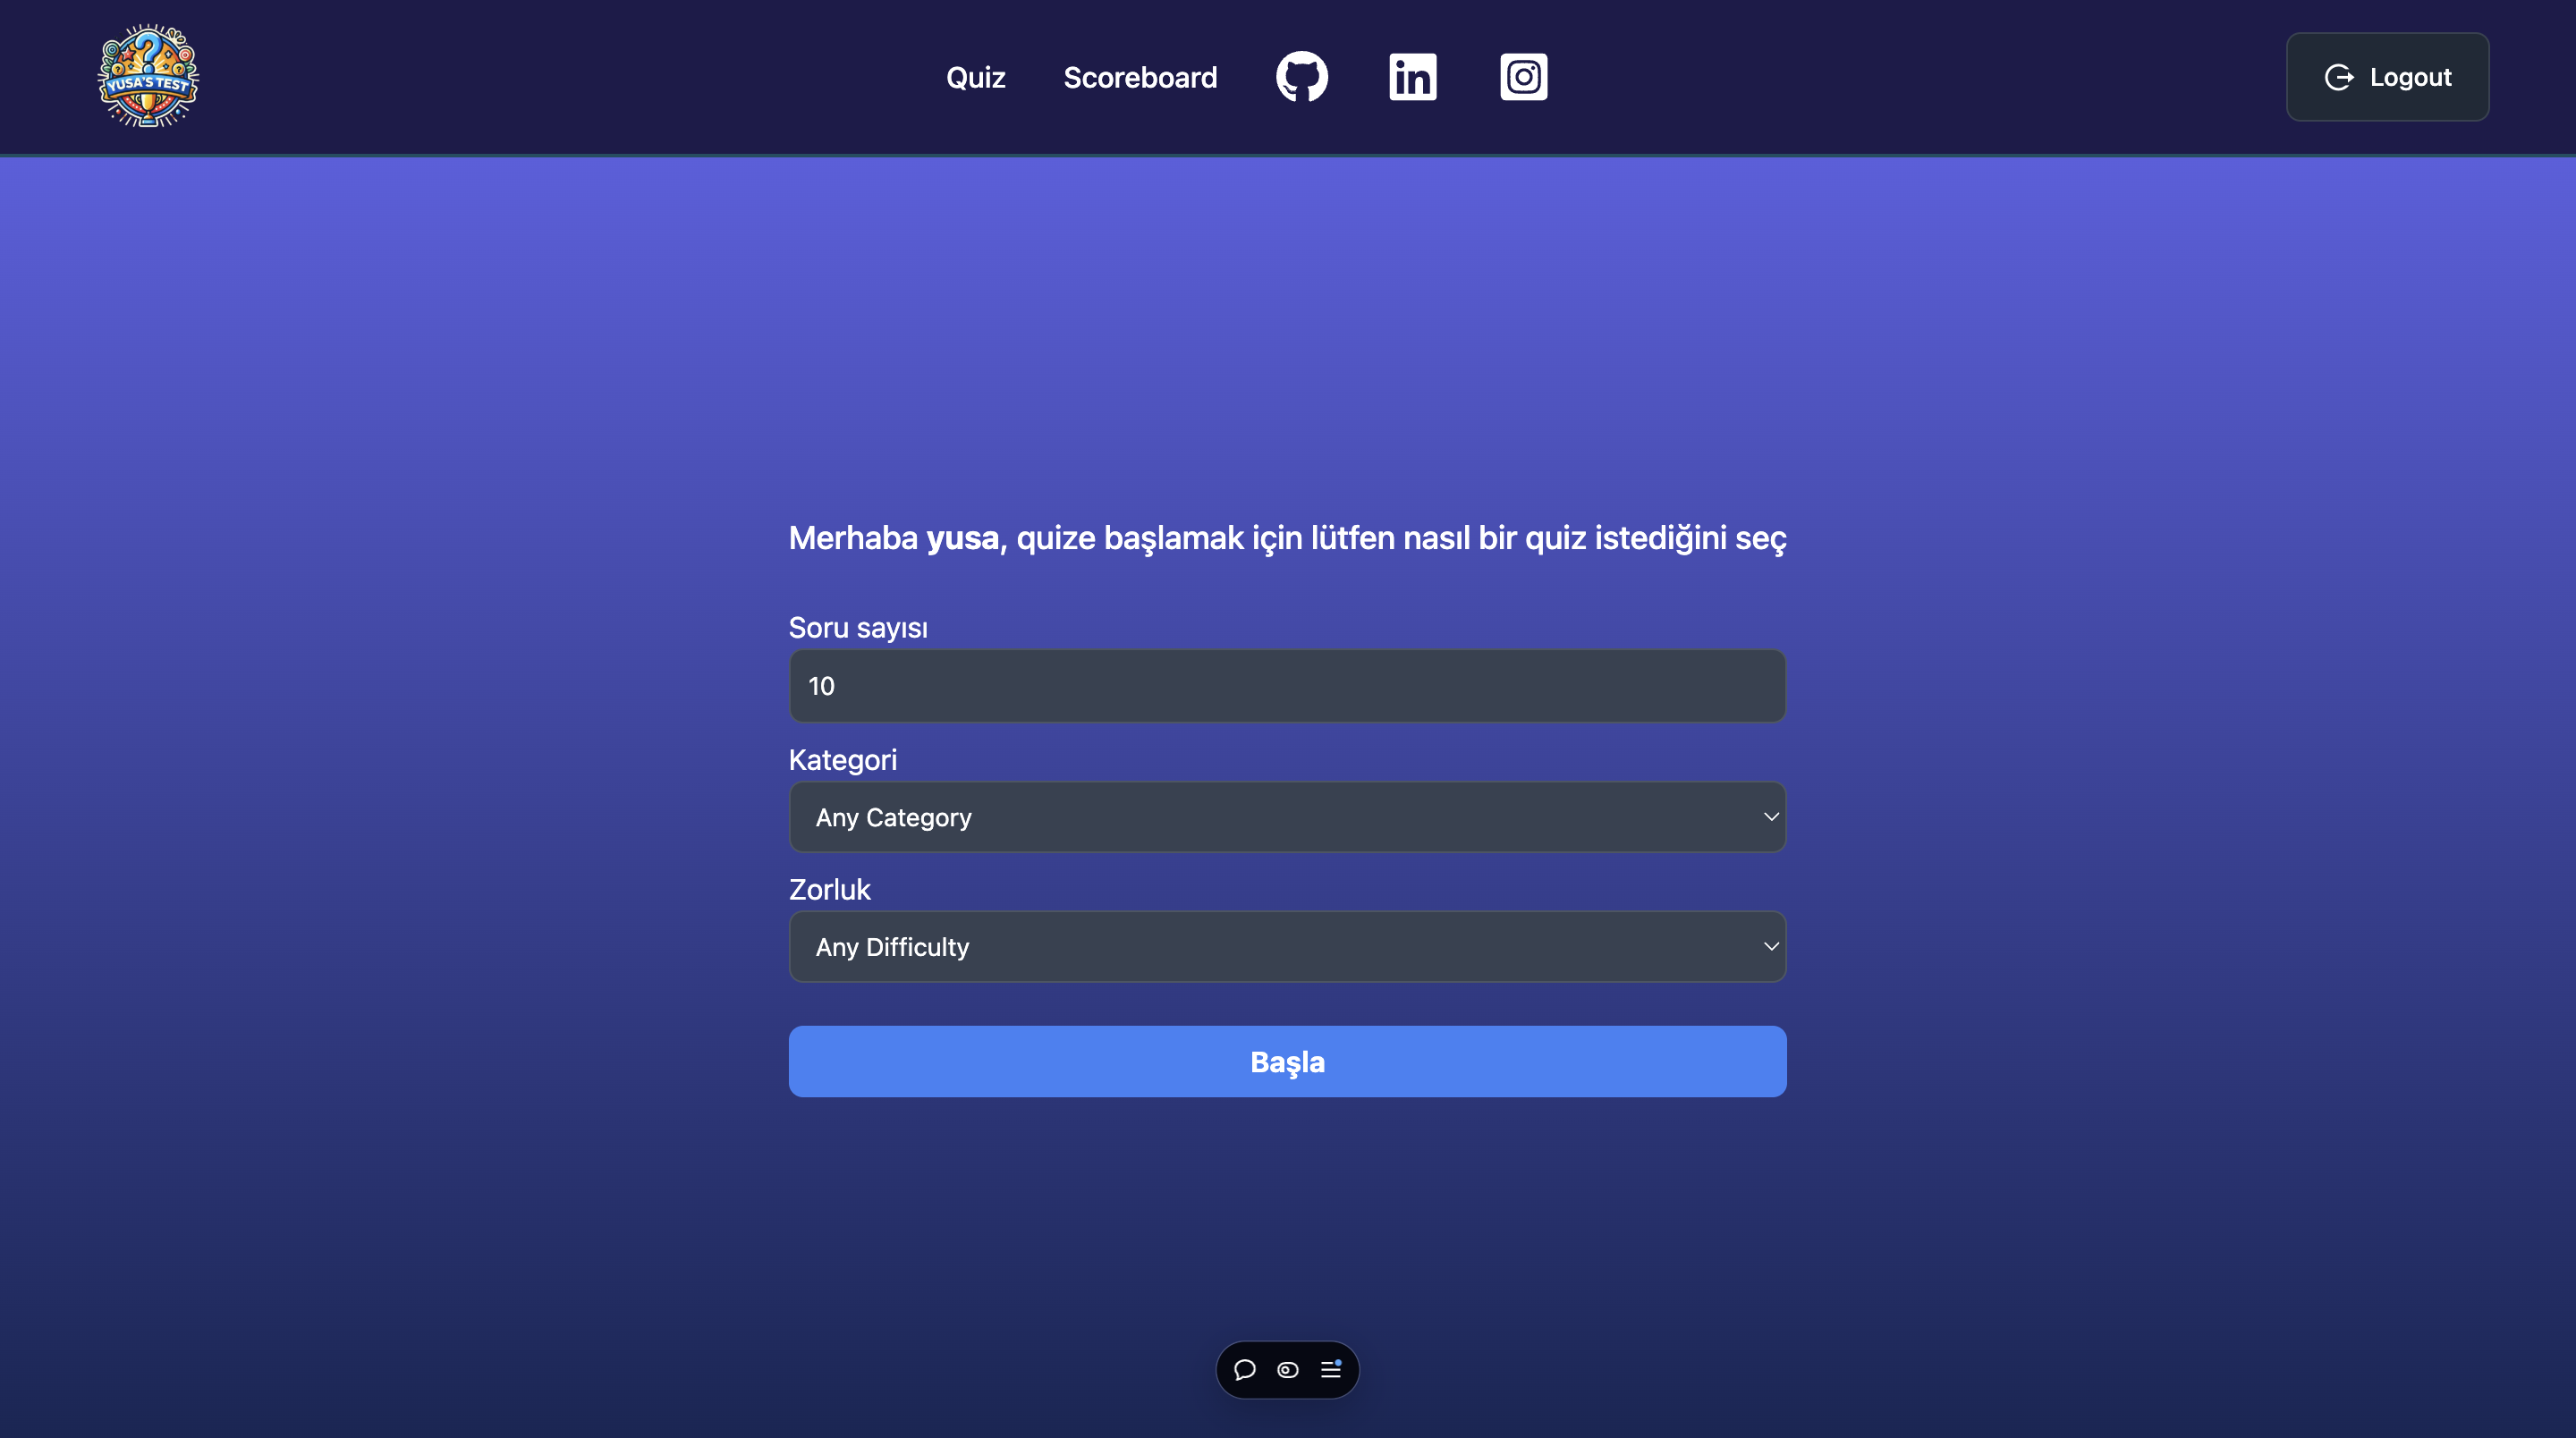 YUSA'S TEST
Quiz Scoreboard in Logout
Merhaba yusa, quize başlamak için lütfen nasıl bir quiz istediğini seç
Soru sayısı
10
Kategori
Any Category
Zorluk
Any Difficulty
Başla